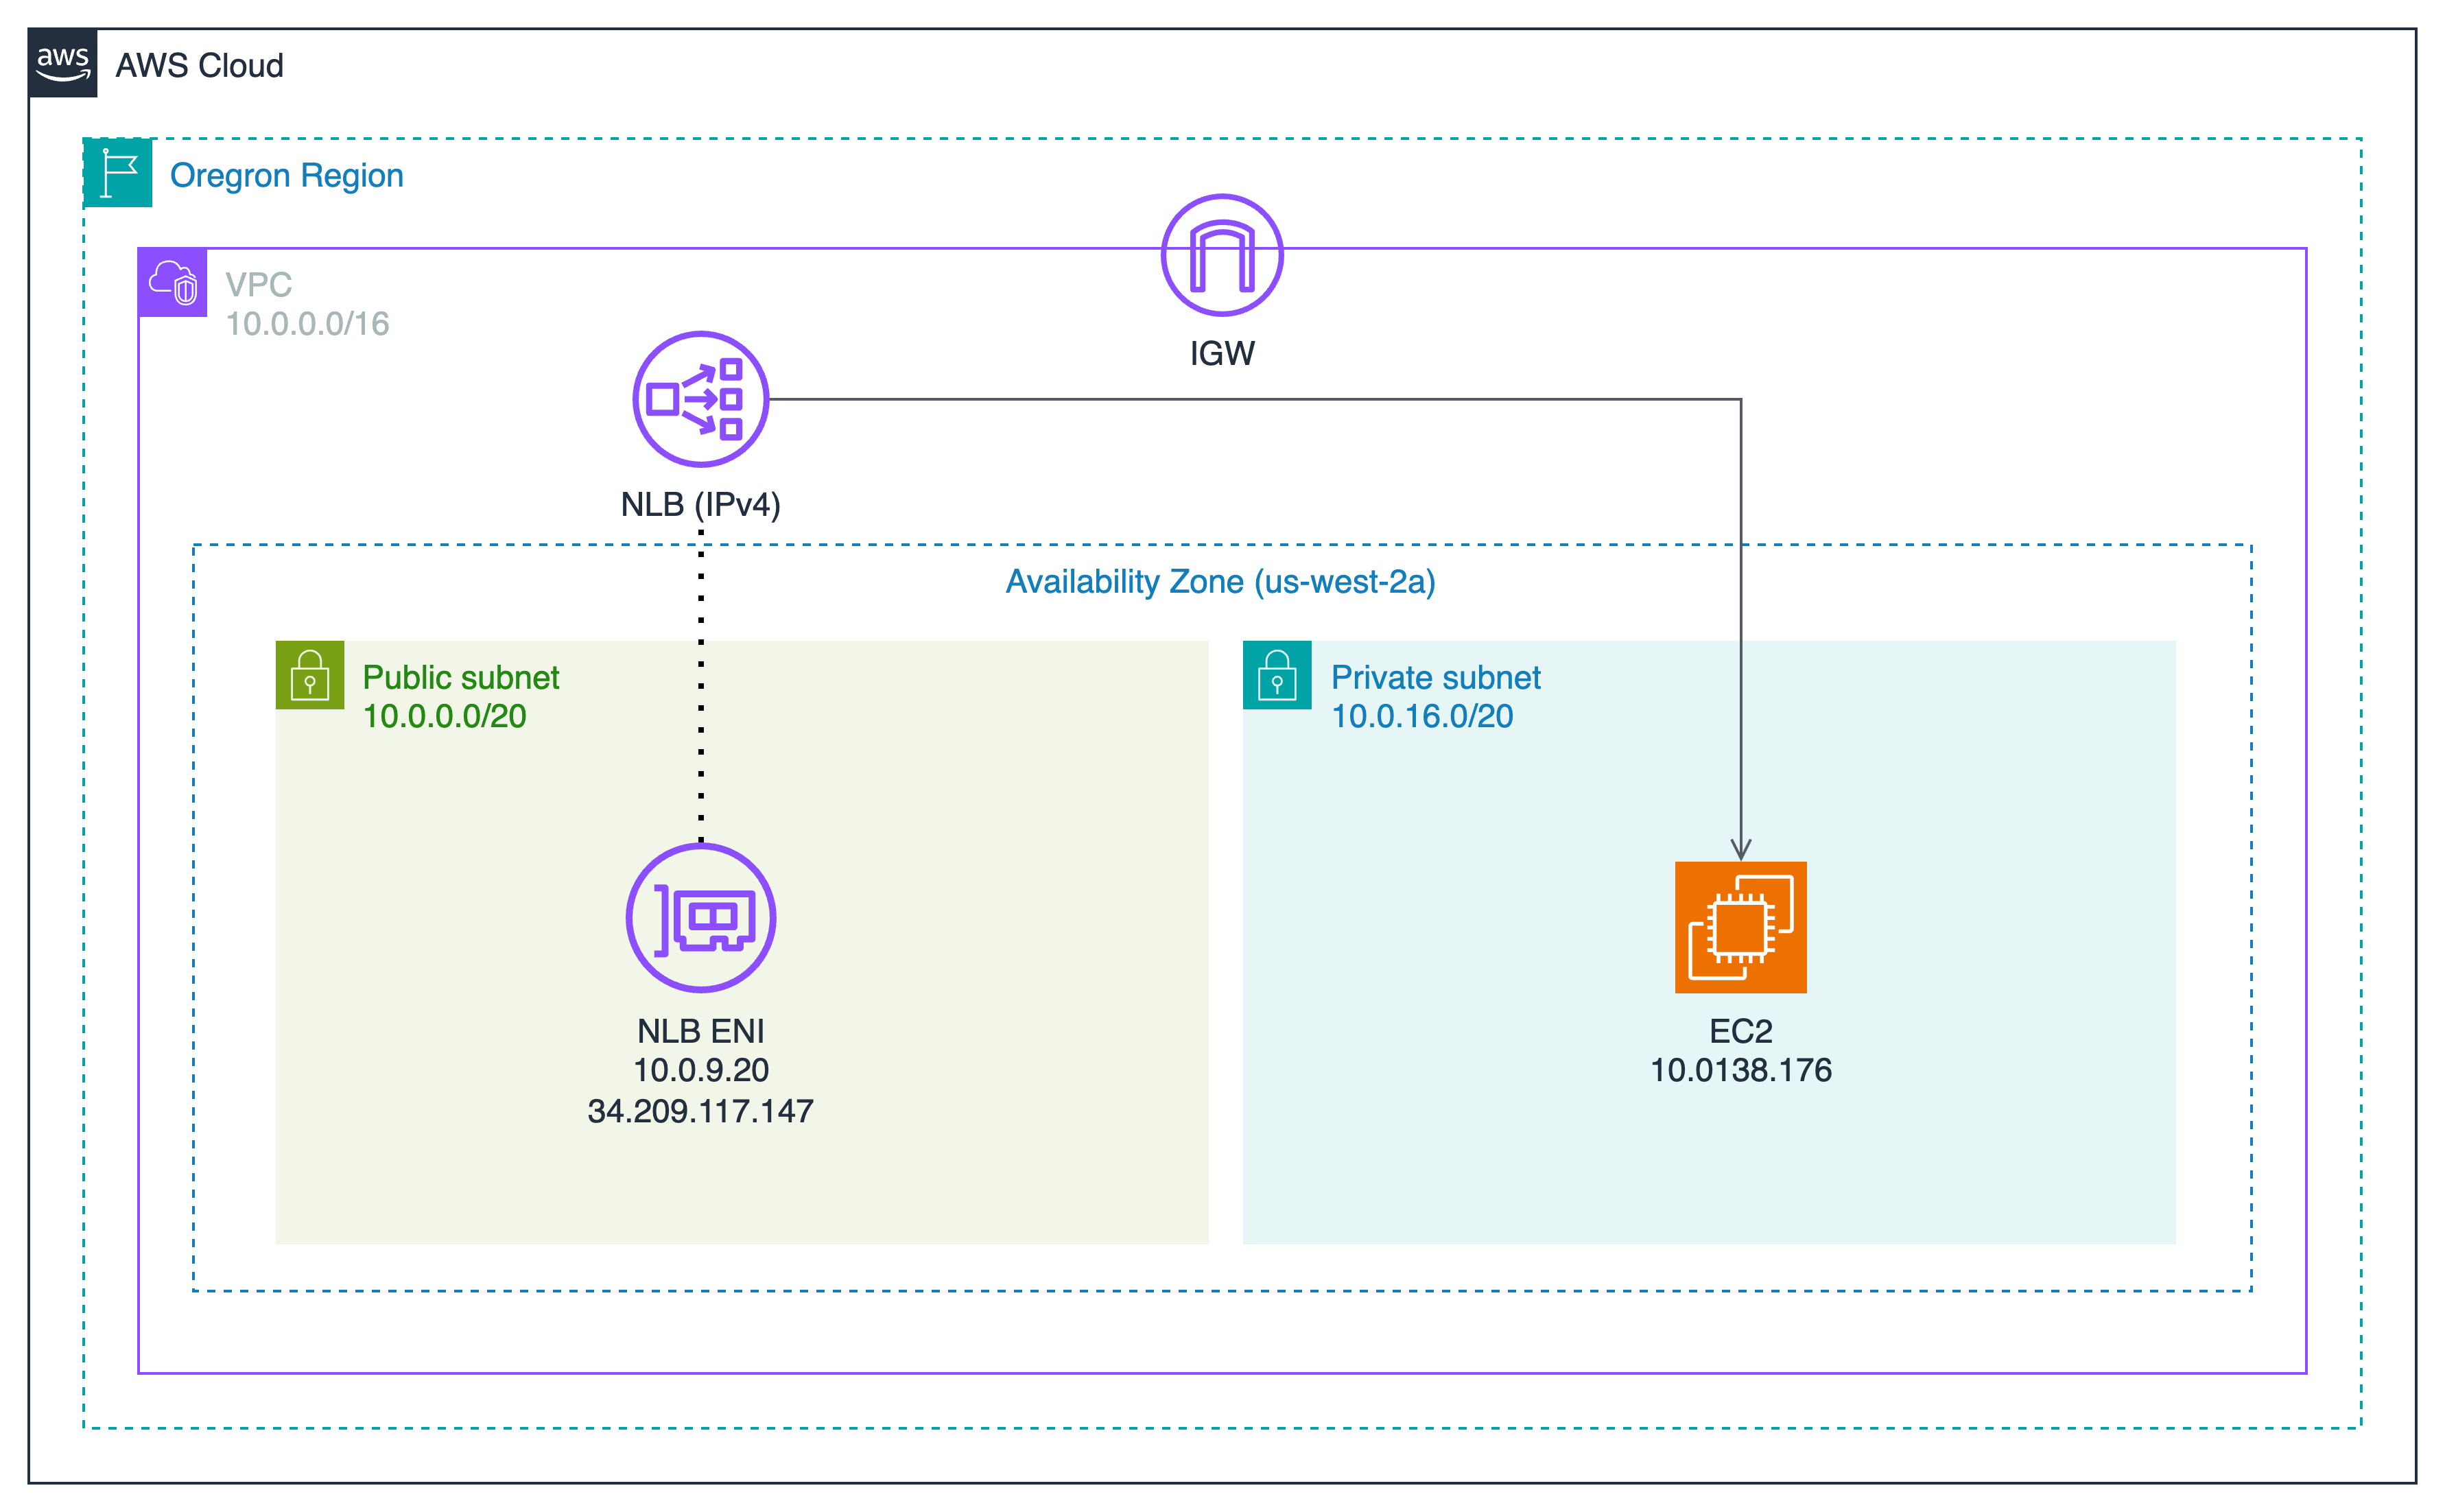 aws
AWS Cloud
Oregron Region
VPC
10.0.0.0/16
IGW
NLB (IPv4)
Availability Zone (us-west-2a)
Public subnet
10.0.0.0/20
Private subnet
10.0.16.0/20
NLB ENI
10.0.9.20
34.209.117.147
EC2
10.0138.176